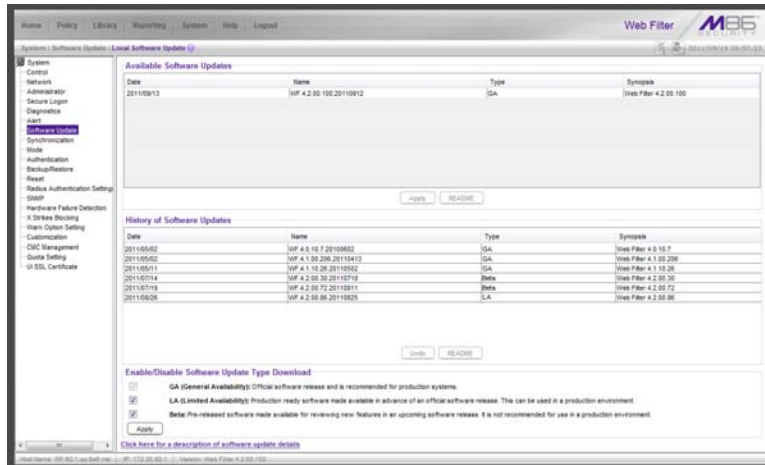 Home Policy Library Reporting System Help Logout
Web Filter
M86 SECURITY
System : Software Update : Local Software Update
System
Control
Network
Administrator
Secure Logon
Diagnostics
Alert
Software Update
Synchronization
Mode
Authentication
Backup/Restore
Reset
Radius Authentication Settings
SNMP
Hardware Failure Detection
X Strikes Blocking
Warn Option Setting
Customization
CMC Management
Quota Setting
UI SSL Certificate
Available Software Updates
Date Name Type Synopsis
2011/09/13 WF.4.2.00.100.20110912 GA Web Filter 4.2.00.100
Apply README
History of Software Updates
Date Name Type Synopsis
2011/05/02 WF.4.0.10.7.20100602 GA Web Filter 4.0.10.7
2011/05/02 WF.4.1.00.206.20110413 GA Web Filter 4.1.00.206
2011/05/11 WF.4.1.10.26.20110502 GA Web Filter 4.1.10.26
2011/07/14 WF.4.2.00.30.20110718 Beta Web Filter 4.2.00.30
2011/07/19 WF.4.2.00.72.20110811 Beta Web Filter 4.2.00.72
2011/08/26 WF.4.2.00.86.20110825 LA Web Filter 4.2.00.86
Undo README
Enable/Disable Software Update Type Download
GA (General Availability): Official software release and is recommended for production systems.
LA (Limited Availability): Production ready software made available in advance of an official software release. This can be used in a production environment.
Beta: Pre-released software made available for reviewing new features in an upcoming software release. It is not recommended for use in a production environment.
Apply
Click here for a description of software update details